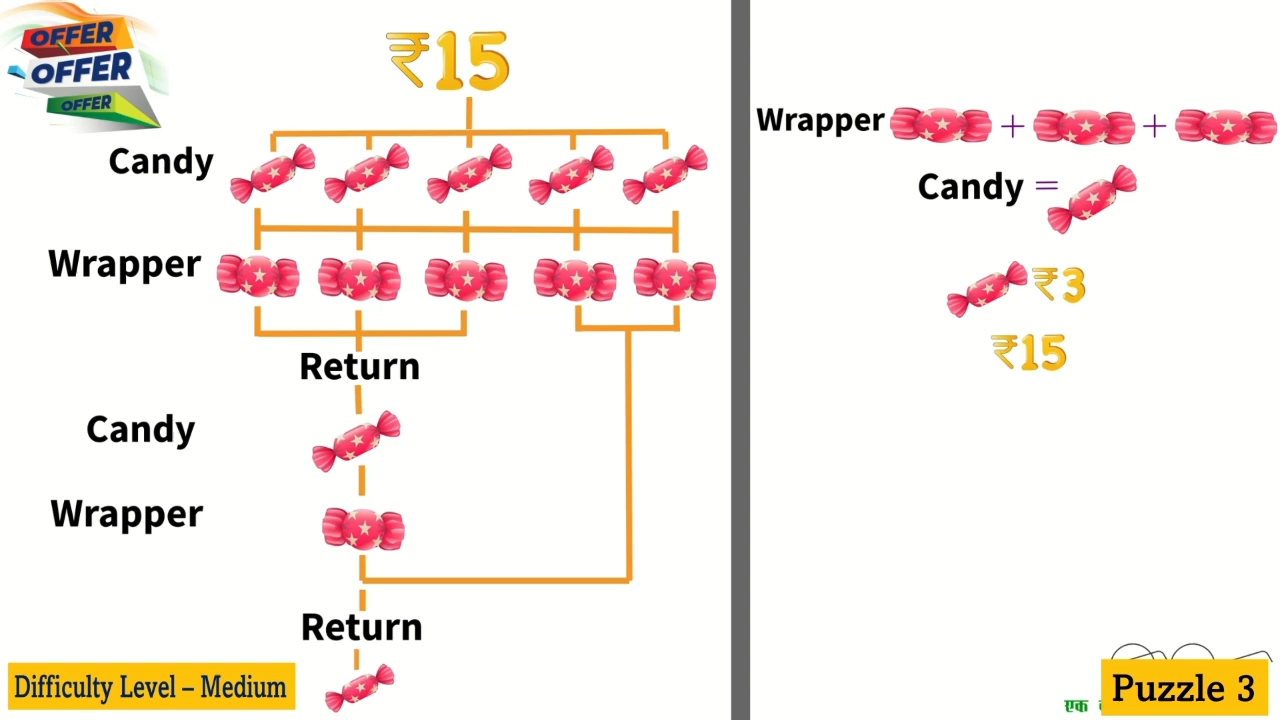 OFFER
OFFER
OFFER
₹15
Candy
Wrapper
Return
Candy
Wrapper
Return
Difficulty Level – Medium
Wrapper + +
Candy =
₹3
₹15
एक
Puzzle 3